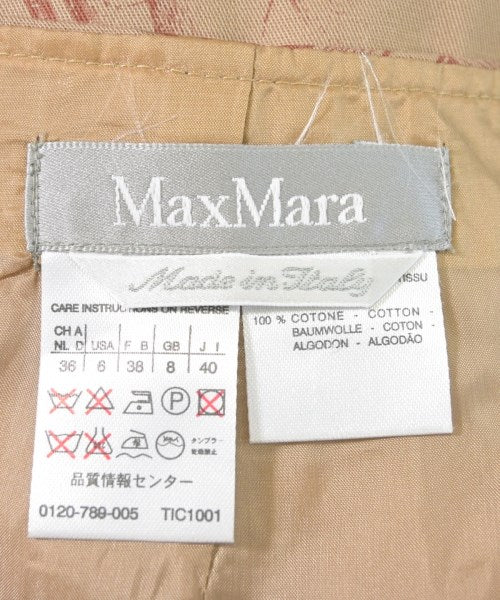 MaxMara
Made in Italy
CARE INSTRUCTIONS ON REVERSE
TISSU
CH A
NL D USA F B GB J I
36 6 38 8 40
100 % COTONE - COTTON -
BAUMWOLLE - COTON -
ALGODON - ALGODÃO
P
タンブラー
乾燥禁止
品質情報センター
0120-789-005 TIC1001